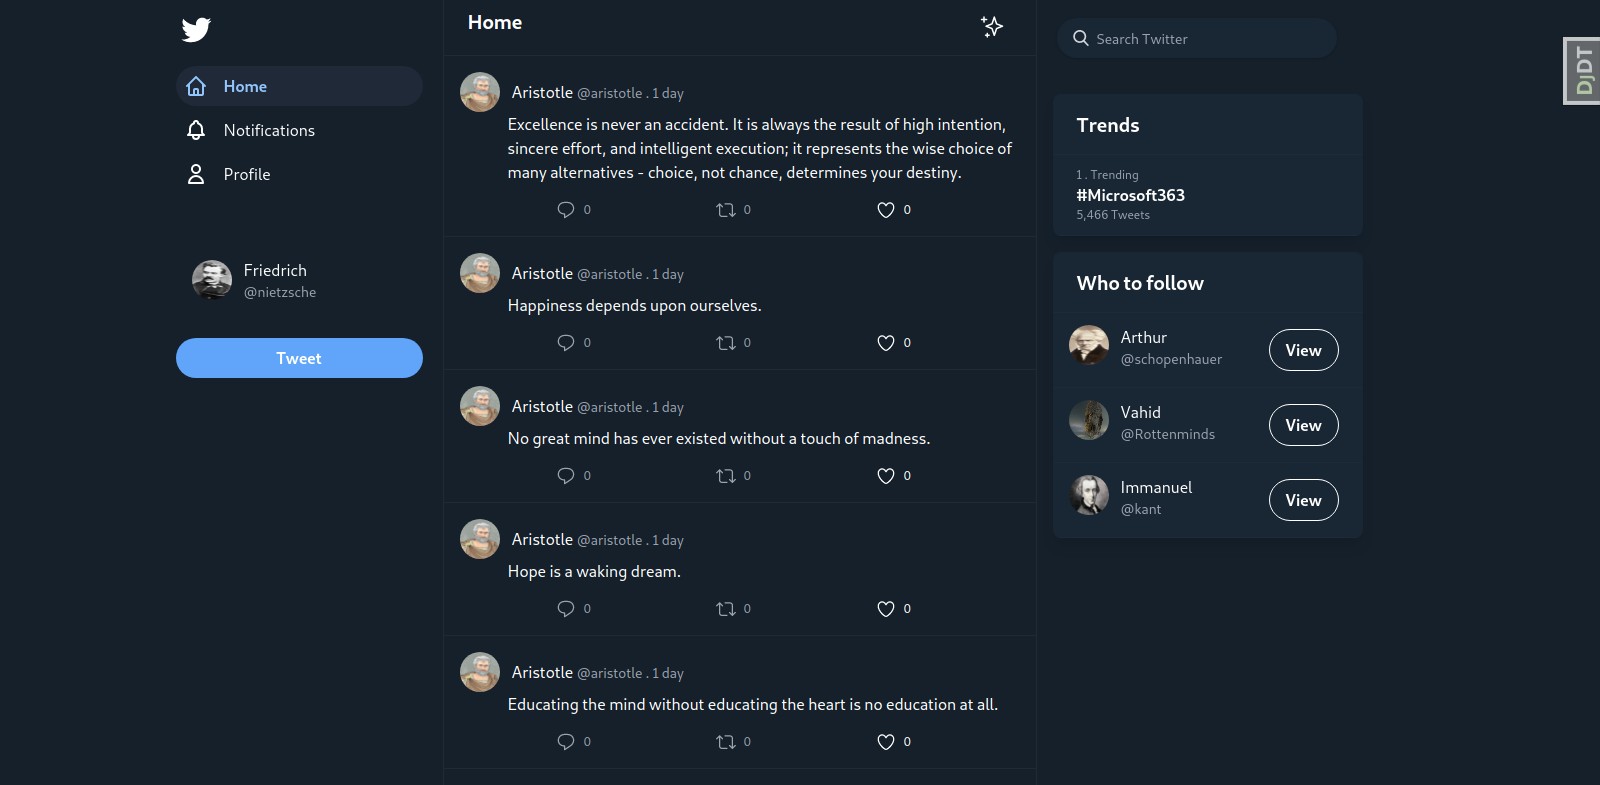 Home
Notifications
Profile
Friedrich
@nietzsche
Tweet
Home
Aristotle @aristotle . 1 day
Excellence is never an accident. It is always the result of high intention,
sincere effort, and intelligent execution; it represents the wise choice of
many alternatives - choice, not chance, determines your destiny.
0 0 0
Aristotle @aristotle . 1 day
Happiness depends upon ourselves.
0 0 0
Aristotle @aristotle . 1 day
No great mind has ever existed without a touch of madness.
0 0 0
Aristotle @aristotle . 1 day
Hope is a waking dream.
0 0 0
Aristotle @aristotle . 1 day
Educating the mind without educating the heart is no education at all.
0 0 0
Search Twitter
Trends
1. Trending
#Microsoft363
5,466 Tweets
Who to follow
Arthur
@schopenhauer
View
Vahid
@Rottenminds
View
Immanuel
@kant
View
DjDT